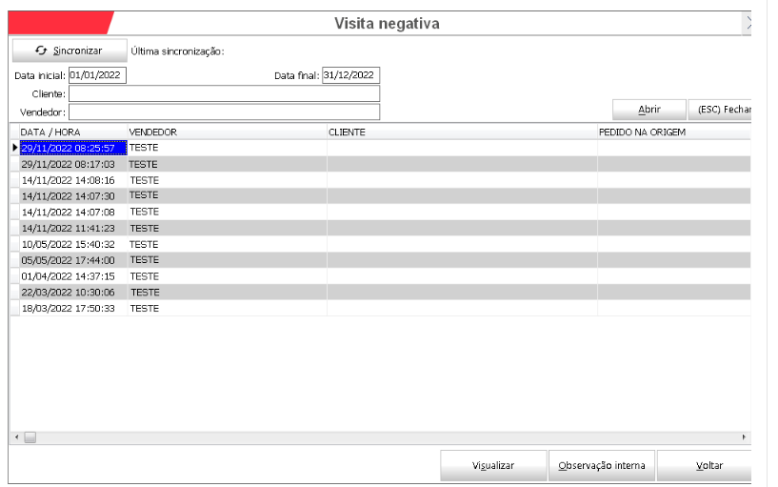 Visita negativa
Sincronizar Última sincronização:
Data inicial: 01/01/2022 Data final: 31/12/2022
Cliente:
Vendedor: Abrir (ESC) Fechar
DATA / HORA VENDEDOR CLIENTE PEDIDO NA ORIGEM
29/11/2022 08:25:57 TESTE
29/11/2022 08:17:03 TESTE
14/11/2022 14:08:16 TESTE
14/11/2022 14:07:30 TESTE
14/11/2022 14:07:08 TESTE
14/11/2022 11:41:23 TESTE
10/05/2022 15:40:32 TESTE
05/05/2022 17:44:00 TESTE
01/04/2022 14:37:15 TESTE
22/03/2022 10:30:06 TESTE
18/03/2022 17:50:33 TESTE
Visualizar Observação interna Voltar